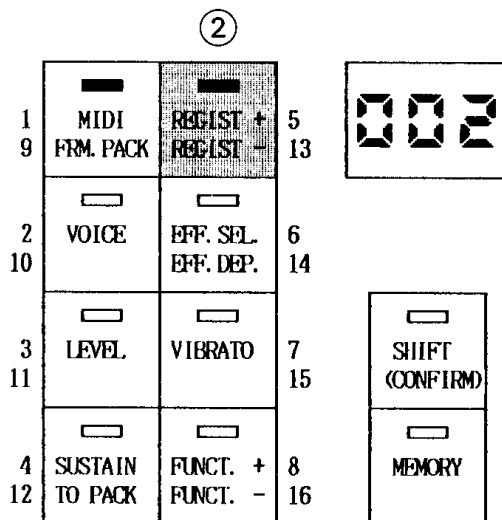 ②
1 MIDI REGIST + 5
9 FRM. PACK REGIST - 13
002
2 VOICE EFF. SEL. 6
10 EFF. DEP. 14
3 LEVEL VIBRATO 7
11 15
SHIFT
(CONFIRM)
4 SUSTAIN FUNCT. + 8
12 TO PACK FUNCT. - 16
MEMORY